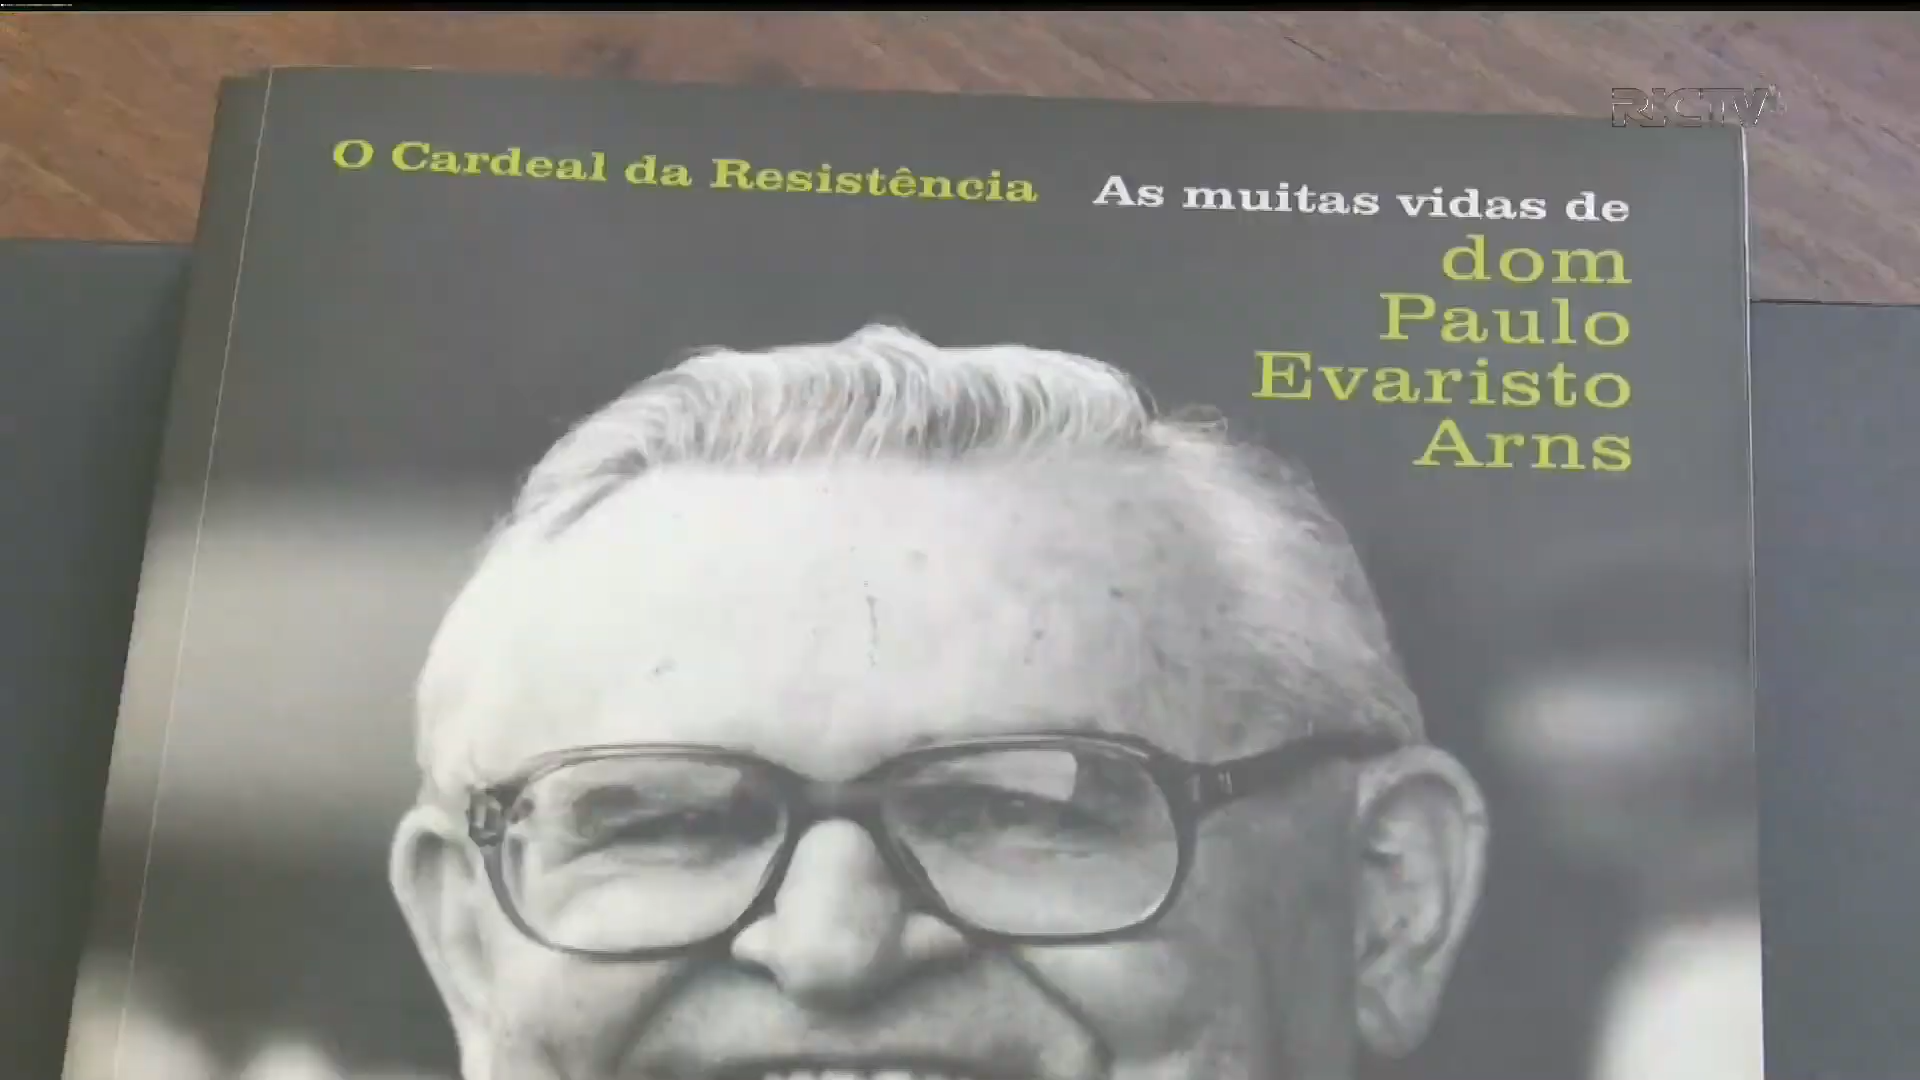 RICTV
O Cardeal da Resistência As muitas vidas de
dom
Paulo
Evaristo
Arns